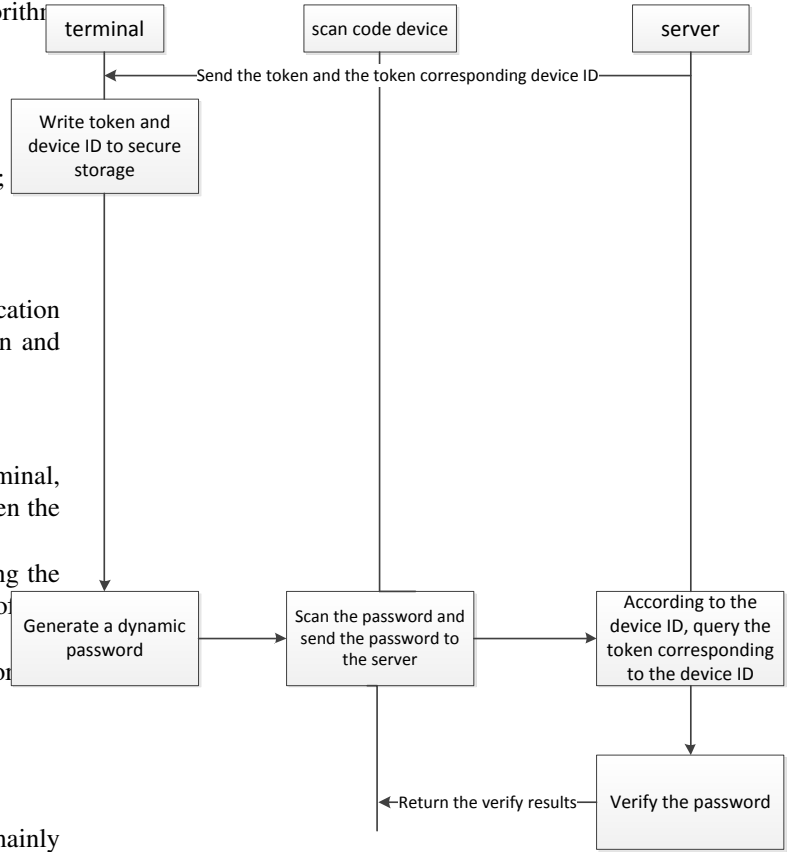 terminal
scan code device
server
Send the token and the token corresponding device ID
Write token and
device ID to secure
storage
;
cation
n and
minal,
en the
ng the
of
Generate a dynamic
password
Scan the password and
send the password to
the server
According to the
device ID, query the
token corresponding
to the device ID
Return the verify results
Verify the password
mainly